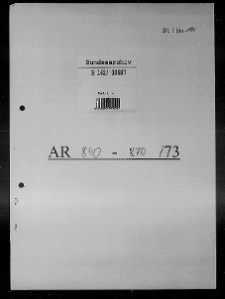 Bundesarchiv
B 162/30807
AR 840 - 870 /73